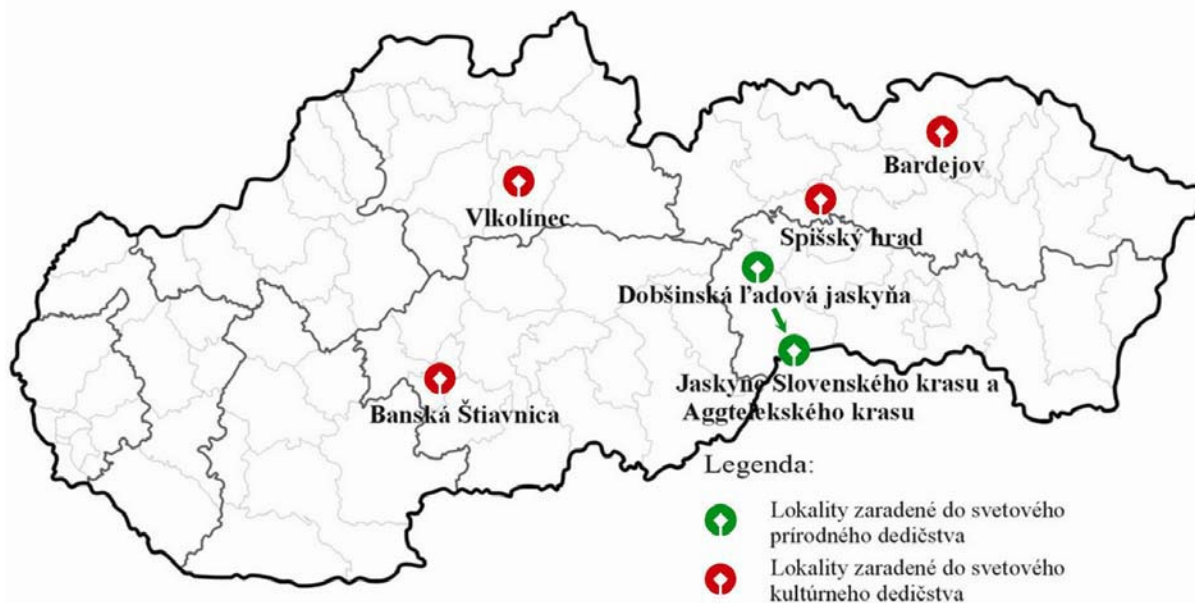 Bardejov
Vlkolínec
Spišský hrad
Dobšinská ľadová jaskyňa
Jaskyne Slovenského krasu a
Aggtelekského krasu
Banská Štiavnica
Legenda:
Lokality zaradené do svetového
prírodného dedičstva
Lokality zaradené do svetového
kultúrneho dedičstva